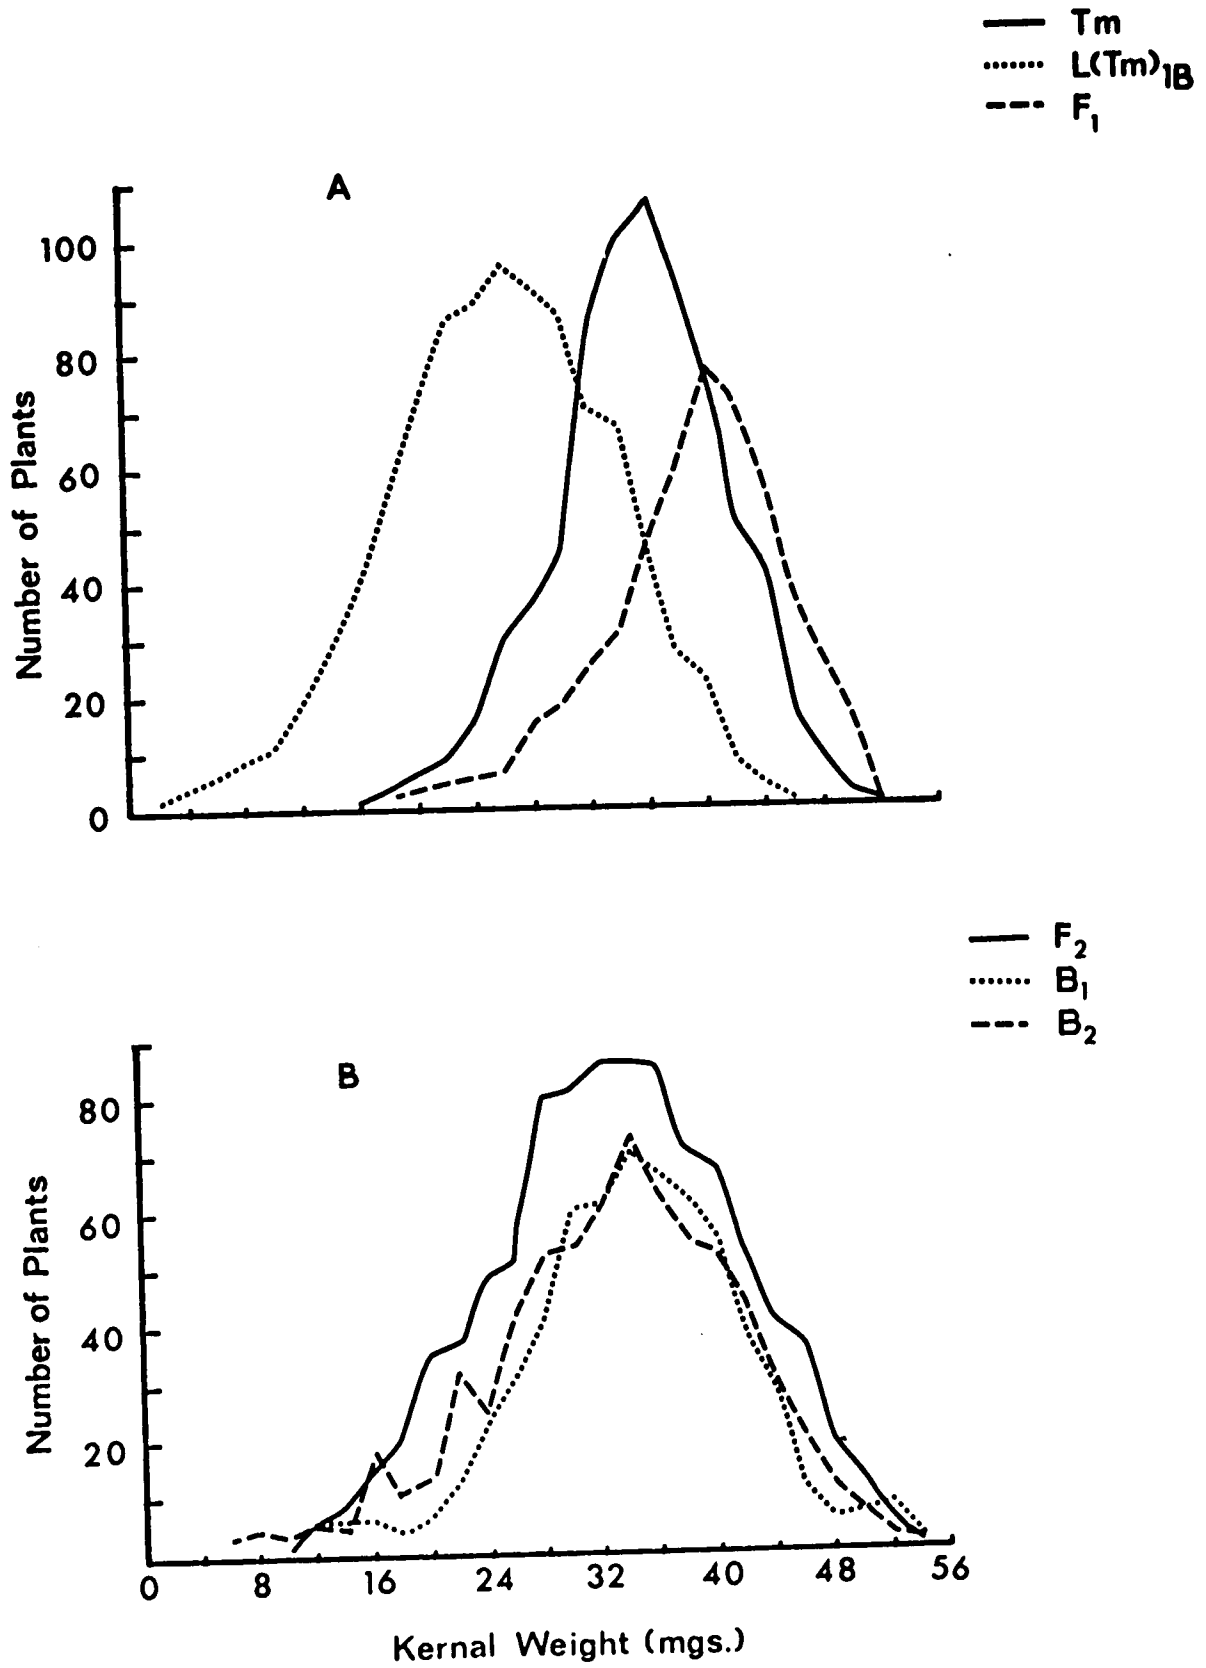 Tm
L(Tm)1B
F1
A
100
80
60
40
20
0
Number of Plants
F2
B1
B2
B
80
60
40
20
Number of Plants
0 8 16 24 32 40 48 56
Kernal Weight (mgs.)